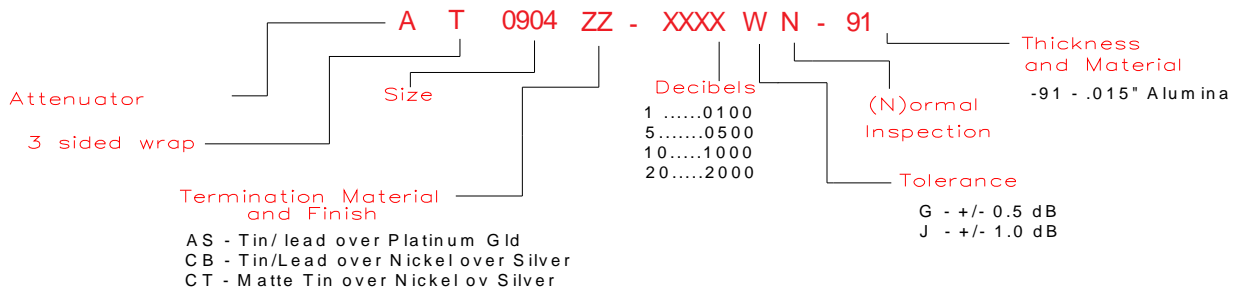 A T 0904 ZZ - XXXX W N - 91
Thickness
and Material
-91 - .015" Alumina
Attenuator
Size
Decibels
1 ......0100
5.......0500
10.....1000
20.....2000
(N)ormal
Inspection
3 sided wrap
Termination Material
and Finish
AS - Tin/ lead over Platinum Gld
CB - Tin/Lead over Nickel over Silver
CT - Matte Tin over Nickel ov Silver
Tolerance
G - +/- 0.5 dB
J - +/- 1.0 dB